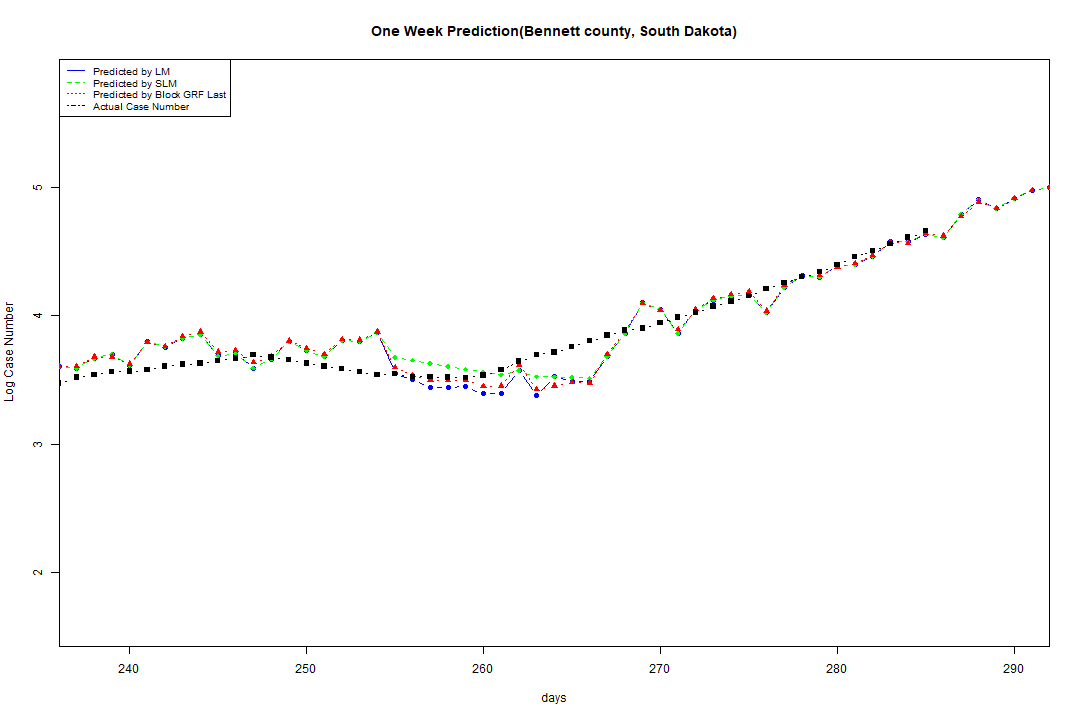 One Week Prediction(Bennett county, South Dakota)
Predicted by LM
Predicted by SLM
Predicted by Block GRF Last
Actual Case Number
5
4
3
2
Log Case Number
240 250 260 270 280 290
days